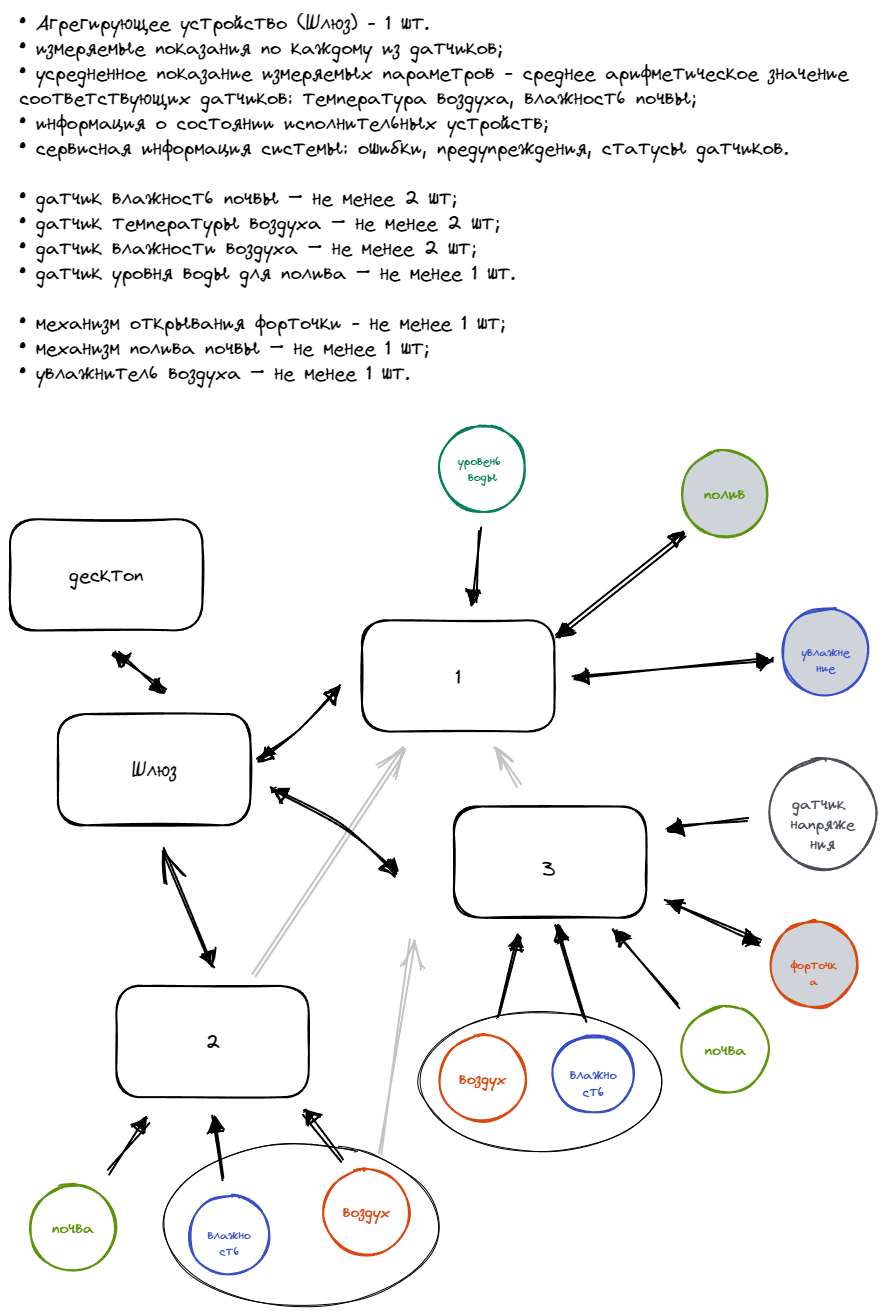 • Агрегирующее устройство (Шлюз) - 1 шт.
• измеряемые показания по каждому из датчиков;
• усредненное показание измеряемых параметров - среднее арифметическое значение
соответствующих датчиков: температура воздуха, влажность почвы;
• информация о состоянии исполнительных устройств;
• сервисная информация системы: ошибки, предупреждения, статусы датчиков.
• датчик влажность почвы – не менее 2 шт;
• датчик температуры воздуха – не менее 2 шт;
• датчик влажности воздуха – не менее 2 шт;
• датчик уровня воды для полива – не менее 1 шт.
• механизм открывания форточки - не менее 1 шт;
• механизм полива почвы – не менее 1 шт;
• увлажнитель воздуха – не менее 1 шт.
уровень
воды
полив
десктоп
1
увлажне
ние
Шлюз
датчик
напряже
ния
3
форточк
а
2
почва
воздух
влажно
сть
почва
влажно
сть
воздух